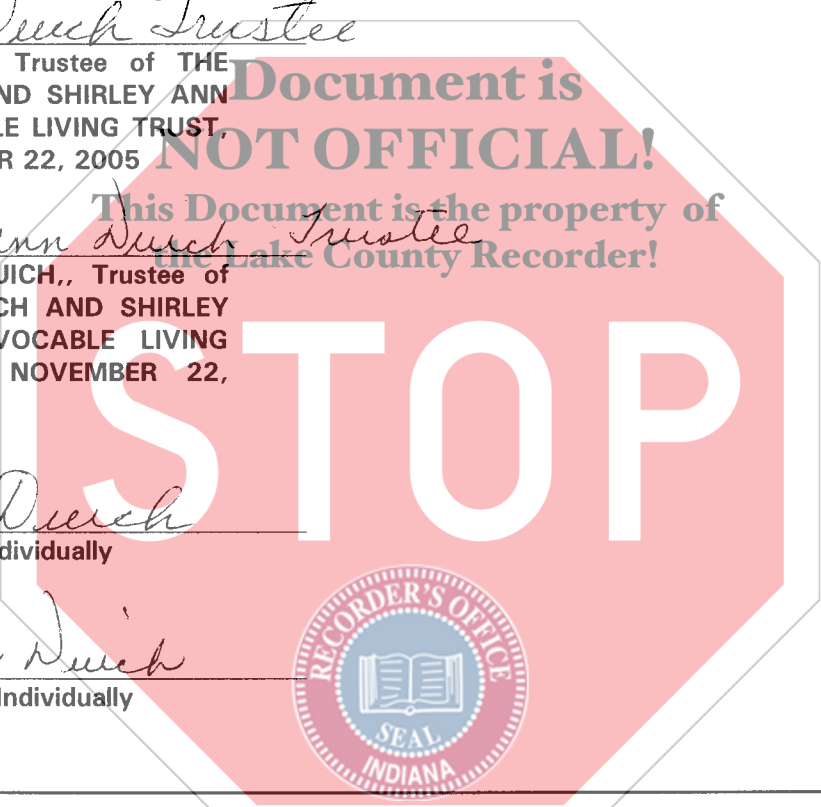 Duich Trustee
Trustee of THE
ND SHIRLEY ANN
LE LIVING TRUST,
R 22, 2005
Document is
NOT OFFICIAL!
This Document is the property of
the Lake County Recorder!
nn Duich Trustee
UICH,, Trustee of
CH AND SHIRLEY
VOCABLE LIVING
NOVEMBER 22,
STOP
Duich
dividually
Duich
Individually
RECORDER'S OFFICE
SEAL
INDIANA